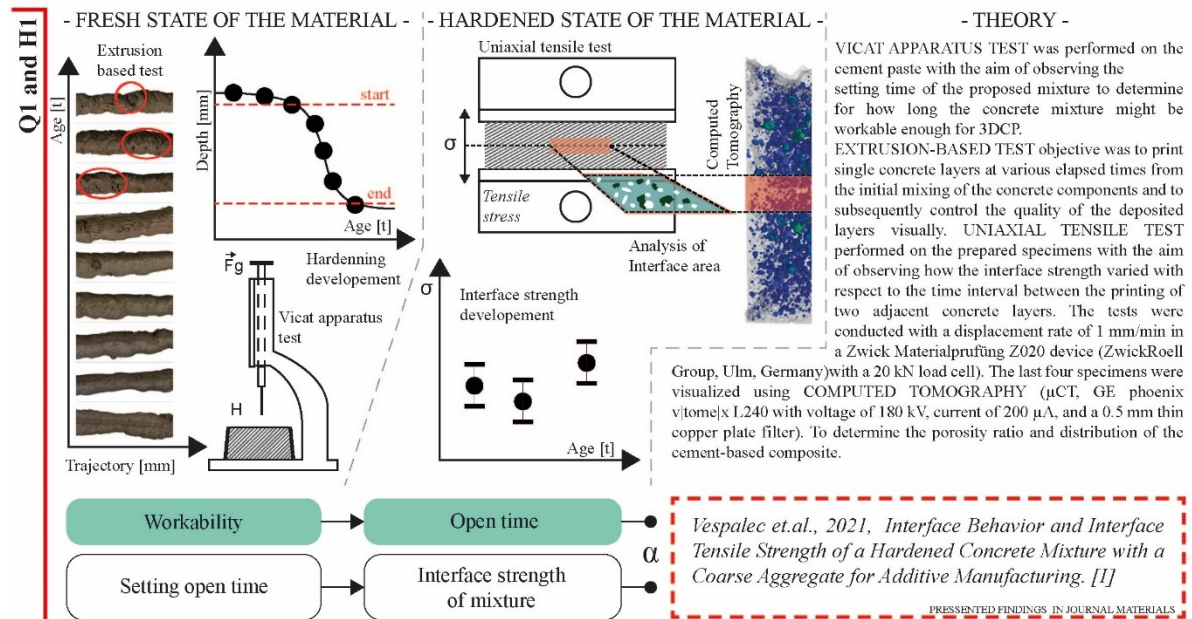 Q1 and H1
- FRESH STATE OF THE MATERIAL -
Extrusion
based test
Age [t]
Trajectory [mm]
Depth [mm]
start
end
Age [t]
Hardenning
developement
Fg
Vicat apparatus
test
H
- HARDENED STATE OF THE MATERIAL -
Uniaxial tensile test
σ
Tensile
stress
Computed
Tomography
Analysis of
Interface area
σ
Interface strength
developement
Age [t]
- THEORY -
VICAT APPARATUS TEST was performed on the
cement paste with the aim of observing the
setting time of the proposed mixture to determine
for how long the concrete mixture might be
workable enough for 3DCP.
EXTRUSION-BASED TEST objective was to print
single concrete layers at various elapsed times from
the initial mixing of the concrete components and to
subsequently control the quality of the deposited
layers visually. UNIAXIAL TENSILE TEST
performed on the prepared specimens with the aim
of observing how the interface strength varied with
respect to the time interval between the printing of
two adjacent concrete layers. The tests were
conducted with a displacement rate of 1 mm/min in
a Zwick Materialprufüng Z020 device (ZwickRoell
Group, Ulm, Germany)with a 20 kN load cell). The last four specimens were
visualized using COMPUTED TOMOGRAPHY (µCT, GE phoenix
v|tome|x L240 with voltage of 180 kV, current of 200 µA, and a 0.5 mm thin
copper plate filter). To determine the porosity ratio and distribution of the
cement-based composite.
Workability
Open time
Setting open time
Interface strength
of mixture
α
Vespalec et.al., 2021, Interface Behavior and Interface
Tensile Strength of a Hardened Concrete Mixture with a
Coarse Aggregate for Additive Manufacturing. [I]
PRESSENTED FINDINGS IN JOURNAL MATERIALS